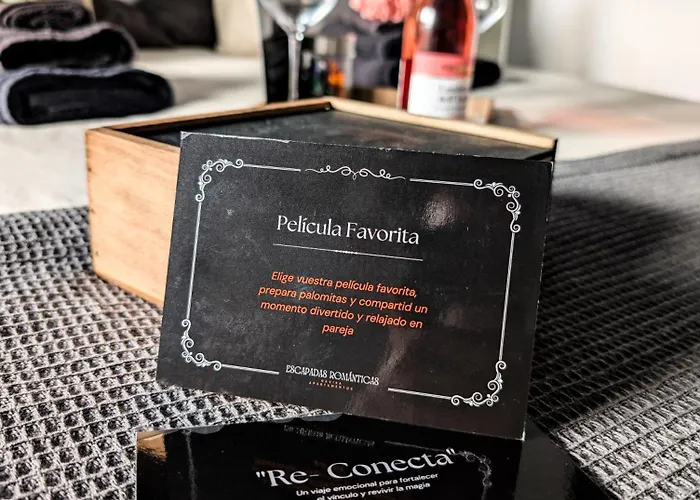 Película Favorita
Elige vuestra película favorita,
prepara palomitas y compartid un
momento divertido y relajado en
pareja
ESCAPADAS ROMÁNTICAS
APARTAMENTOS
"Re- Conecta"
Un viaje emocional para fortalecer
el vínculo y revivir la magia